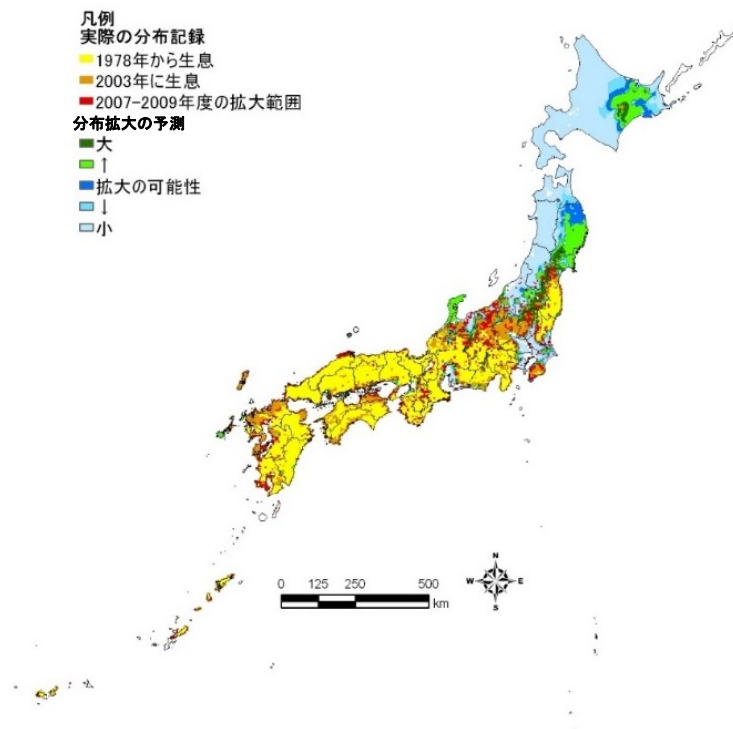 凡例
実際の分布記録
1978年から生息
2003年に生息
2007-2009年度の拡大範囲
分布拡大の予測
大
↑
拡大の可能性
↓
小
N
W E
S
0 125 250 500
km